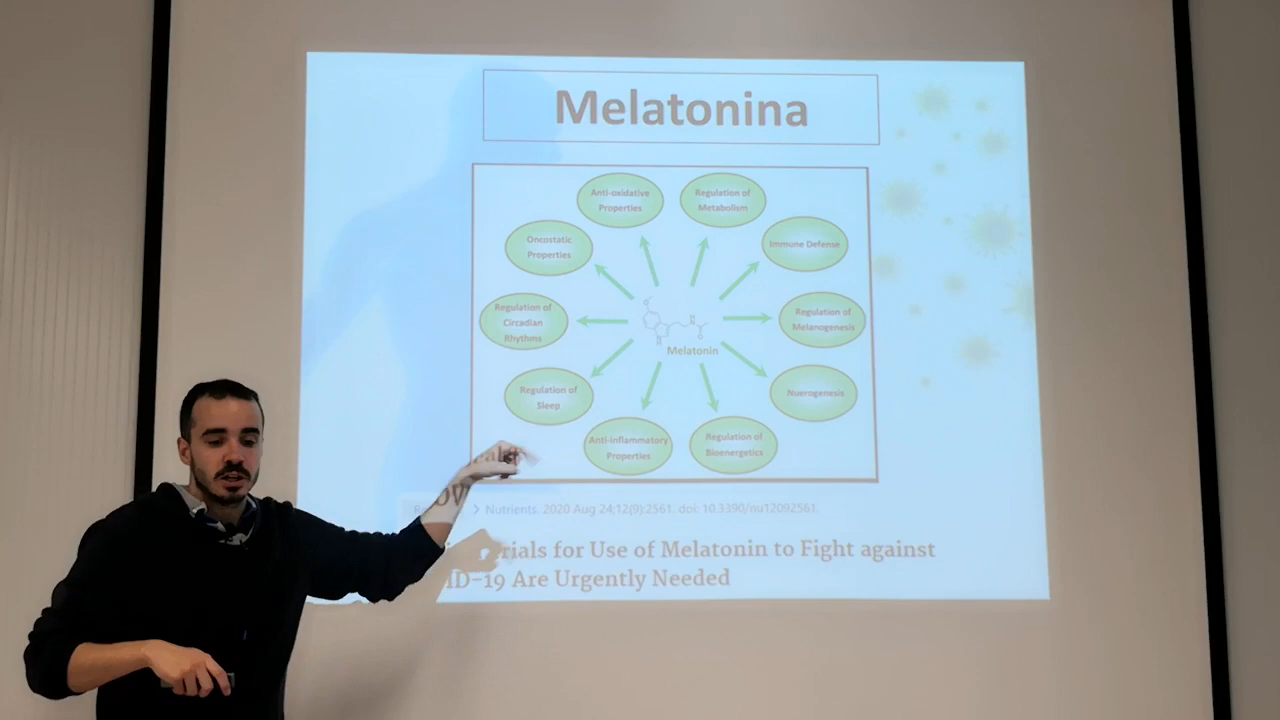 Melatonina
Anti-oxidative
Properties
Regulation of
Metabolism
Oncostatic
Properties
Immune Defense
Regulation of
Circadian
Rhythms
Regulation of
Melanogenesis
N
O
Melatonin
Regulation of
Sleep
Nuerogenesis
Anti-inflammatory
Properties
Regulation of
Bioenergetics
> Nutrients. 2020 Aug 24;12(9):2561. doi: 10.3390/nu12092561.
rials for Use of Melatonin to Fight against
ID-19 Are Urgently Needed